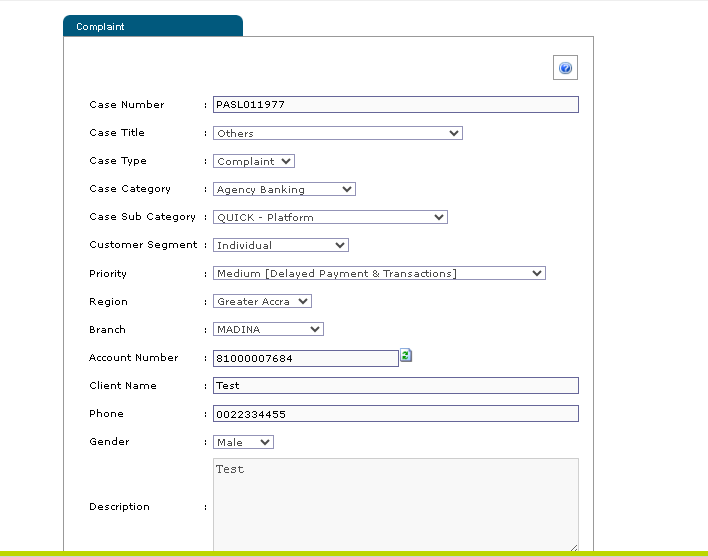 Complaint
Case Number : PASL011977
Case Title : Others
Case Type : Complaint
Case Category : Agency Banking
Case Sub Category : QUICK - Platform
Customer Segment : Individual
Priority : Medium [Delayed Payment & Transactions]
Region : Greater Accra
Branch : MADINA
Account Number : 81000007684
Client Name : Test
Phone : 0022334455
Gender : Male
Test
Description :